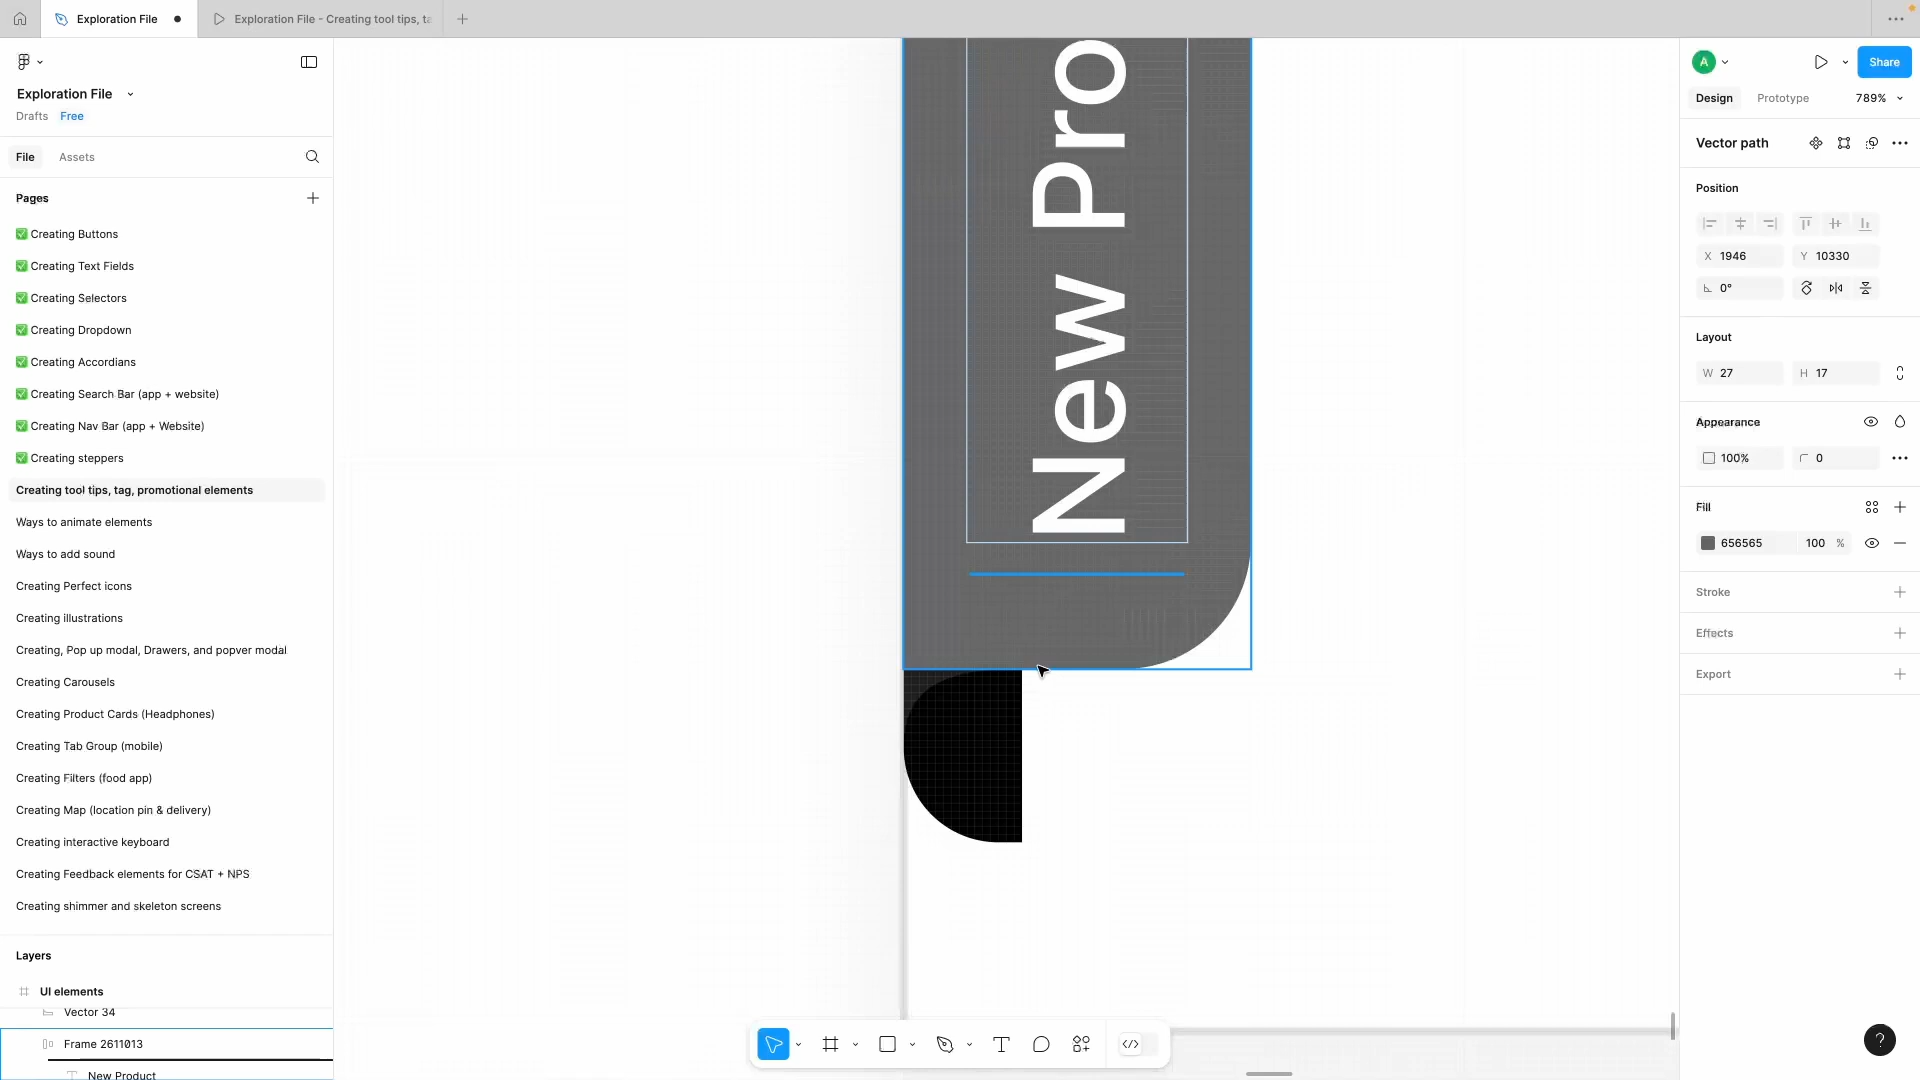 Exploration File
Exploration File - Creating tool tips, ta
Exploration File
Drafts Free
File Assets
Pages
✅ Creating Buttons
✅ Creating Text Fields
✅ Creating Selectors
✅ Creating Dropdown
✅ Creating Accordians
✅ Creating Search Bar (app + website)
✅ Creating Nav Bar (app + Website)
✅ Creating steppers
Creating tool tips, tag, promotional elements
Ways to animate elements
Ways to add sound
Creating Perfect icons
Creating illustrations
Creating, Pop up modal, Drawers, and popver modal
Creating Carousels
Creating Product Cards (Headphones)
Creating Tab Group (mobile)
Creating Filters (food app)
Creating Map (location pin & delivery)
Creating interactive keyboard
Creating Feedback elements for CSAT + NPS
Creating shimmer and skeleton screens
Layers
UI elements
Vector 34
Frame 2611013
New Product
New Pro
A
Share
Design Prototype 789%
Vector path
Position
X 1946 Y 10330
0°
Layout
W 27 H 17
Appearance
100% 0
Fill
656565 100 %
Stroke
Effects
Export
?